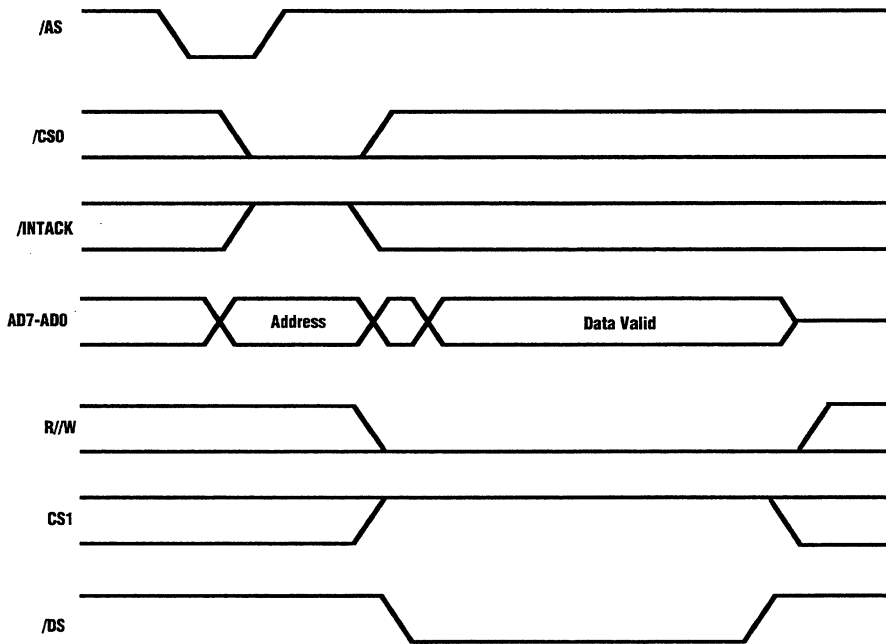 /AS
/CS0
/INTACK
AD7-AD0
Address
Data Valid
R//W
CS1
/DS